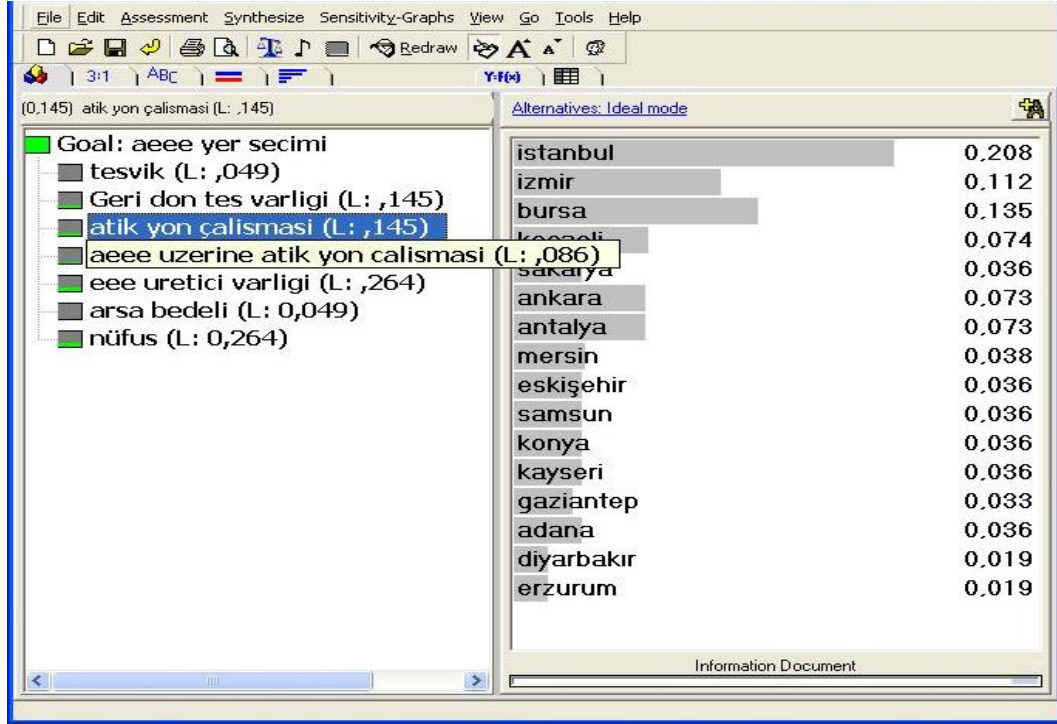 File Edit Assessment Synthesize Sensitivity-Graphs View Go Tools Help
Redraw A A
3:1 ABC Y=F(x)
(0,145) atik yon çalismasi (L: ,145)
Alternatives: Ideal mode
Goal: aeee yer secimi
tesvik (L: ,049)
Geri don tes varligi (L: ,145)
atik yon çalismasi (L: ,145)
aeee uzerine atik yon calismasi (L: ,086)
eee uretici varligi (L: ,264)
arsa bedeli (L: 0,049)
nüfus (L: 0,264)
istanbul 0,208
izmir 0,112
bursa 0,135
kocaeli 0,074
sakarya 0,036
ankara 0,073
antalya 0,073
mersin 0,038
eskişehir 0,036
samsun 0,036
konya 0,036
kayseri 0,036
gaziantep 0,033
adana 0,036
diyarbakır 0,019
erzurum 0,019
Information Document